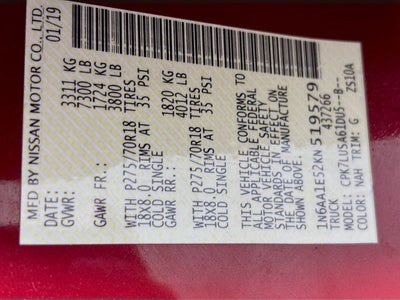 MFD BY NISSAN MOTOR CO., LTD.
DATE: 01/19
GVWR: 3311 KG
7300 LB
GAWR FR.: 1724 KG
3800 LB
WITH P275/70R18 TIRES
18X8.0 RIMS AT 35 PSI
COLD SINGLE
GAWR RR.: 1820 KG
4012 LB
WITH P275/70R18 TIRES
18X8.0 RIMS AT 35 PSI
COLD SINGLE
THIS VEHICLE CONFORMS TO
ALL APPLICABLE FEDERAL
MOTOR VEHICLE SAFETY
STANDARDS IN EFFECT ON
THE DATE OF MANUFACTURE
SHOWN ABOVE.
1N6AA1E52KN519579
TRUCK 437266
MODEL: CPK7LUSA61DU5--B--
COLOR: NAH TRIM: G ZS10A